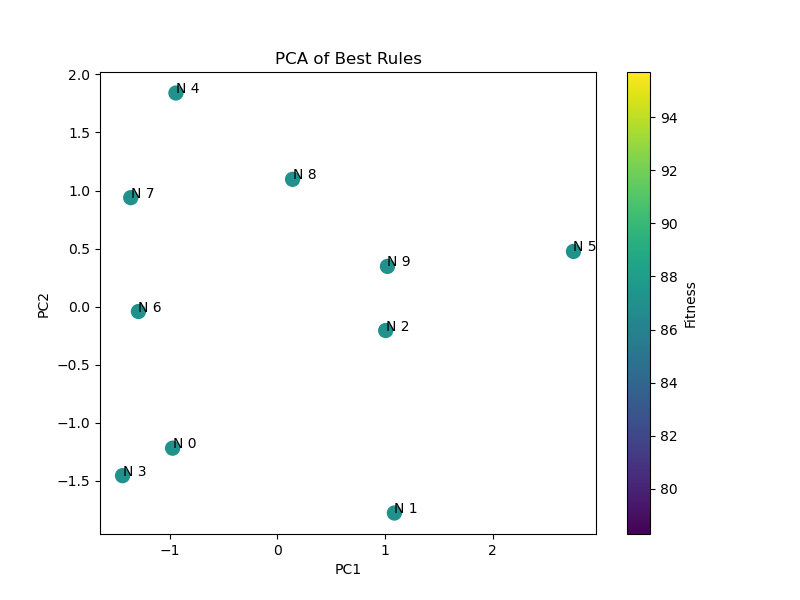 PCA of Best Rules
2.0
1.5
1.0
0.5
0.0
−0.5
−1.0
−1.5
PC2
N 4
N 8
N 7
N 5
N 9
N 6
N 2
N 0
N 3
N 1
−1
0
1
2
PC1
94
92
90
88
86
84
82
80
Fitness